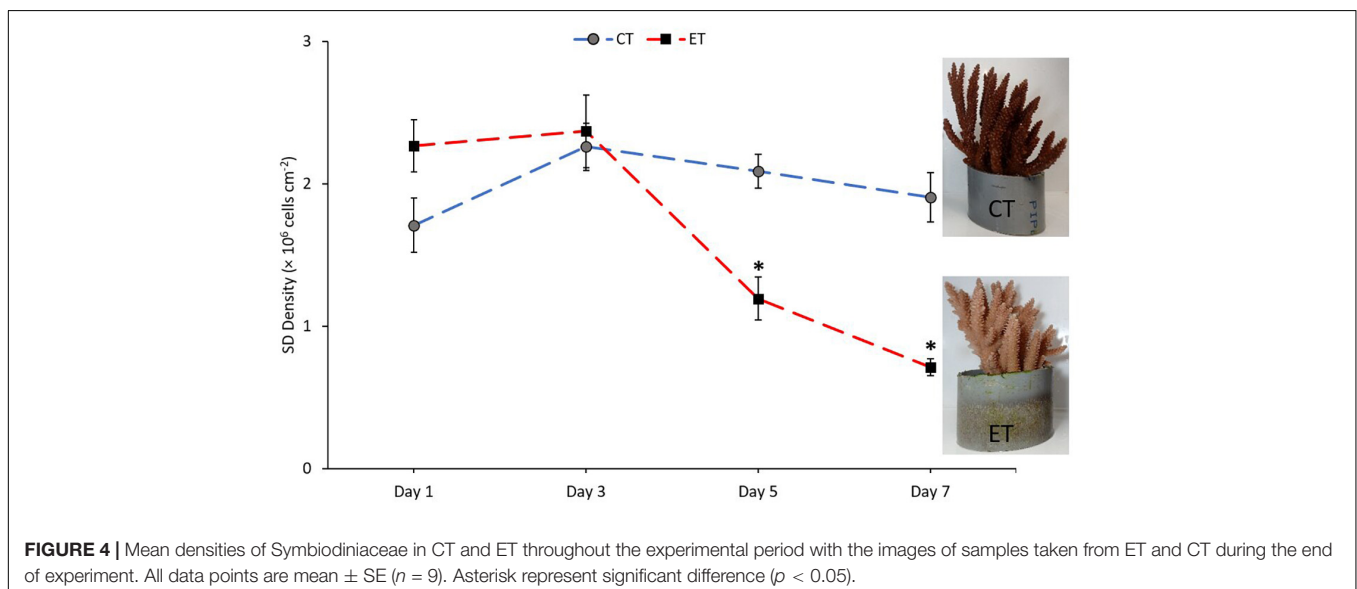 CT ET
3
2
1
0
SD Density (× 10⁶ cells cm⁻²)
*
*
Day 1 Day 3 Day 5 Day 7
CT
PIP
ET
FIGURE 4 | Mean densities of Symbiodiniaceae in CT and ET throughout the experimental period with the images of samples taken from ET and CT during the end
of experiment. All data points are mean ± SE (n = 9). Asterisk represent significant difference (p < 0.05).